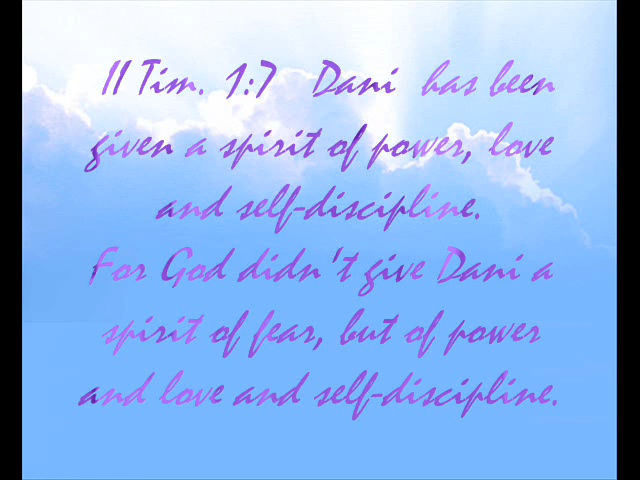 II Tim. 1:7 Dani has been
given a spirit of power, love
and self-discipline.
For God didn't give Dani a
spirit of fear, but of power
and love and self-discipline.